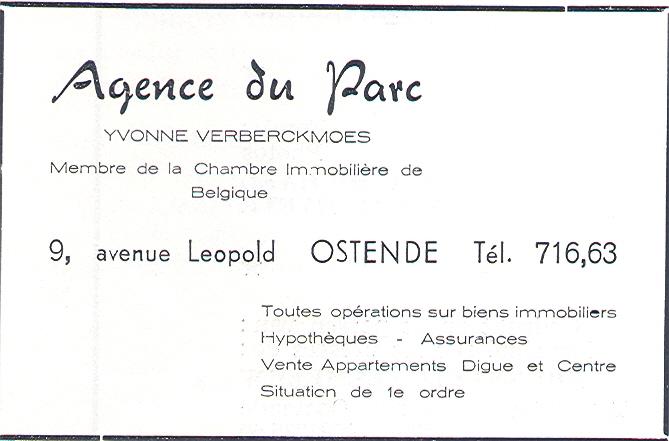 Agence du Parc
YVONNE VERBERCKMOES
Membre de la Chambre Immobilière de
Belgique
9, avenue Leopold OSTENDE Tél. 716,63
Toutes opérations sur biens immobiliers
Hypothèques - Assurances
Vente Appartements Digue et Centre
Situation de 1e ordre